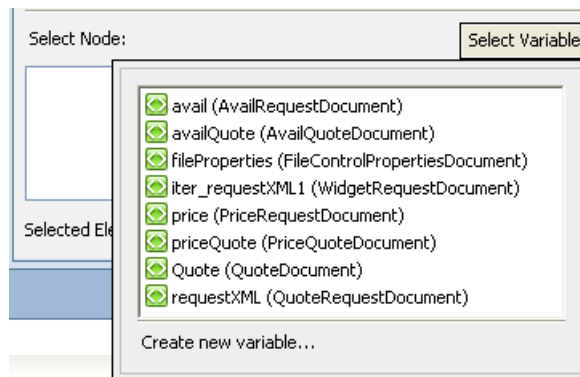 Select Node:
Select Variable
avail (AvailRequestDocument)
availQuote (AvailQuoteDocument)
fileProperties (FileControlPropertiesDocument)
iter_requestXML1 (WidgetRequestDocument)
price (PriceRequestDocument)
priceQuote (PriceQuoteDocument)
Quote (QuoteDocument)
requestXML (QuoteRequestDocument)
Selected Ele
Create new variable...